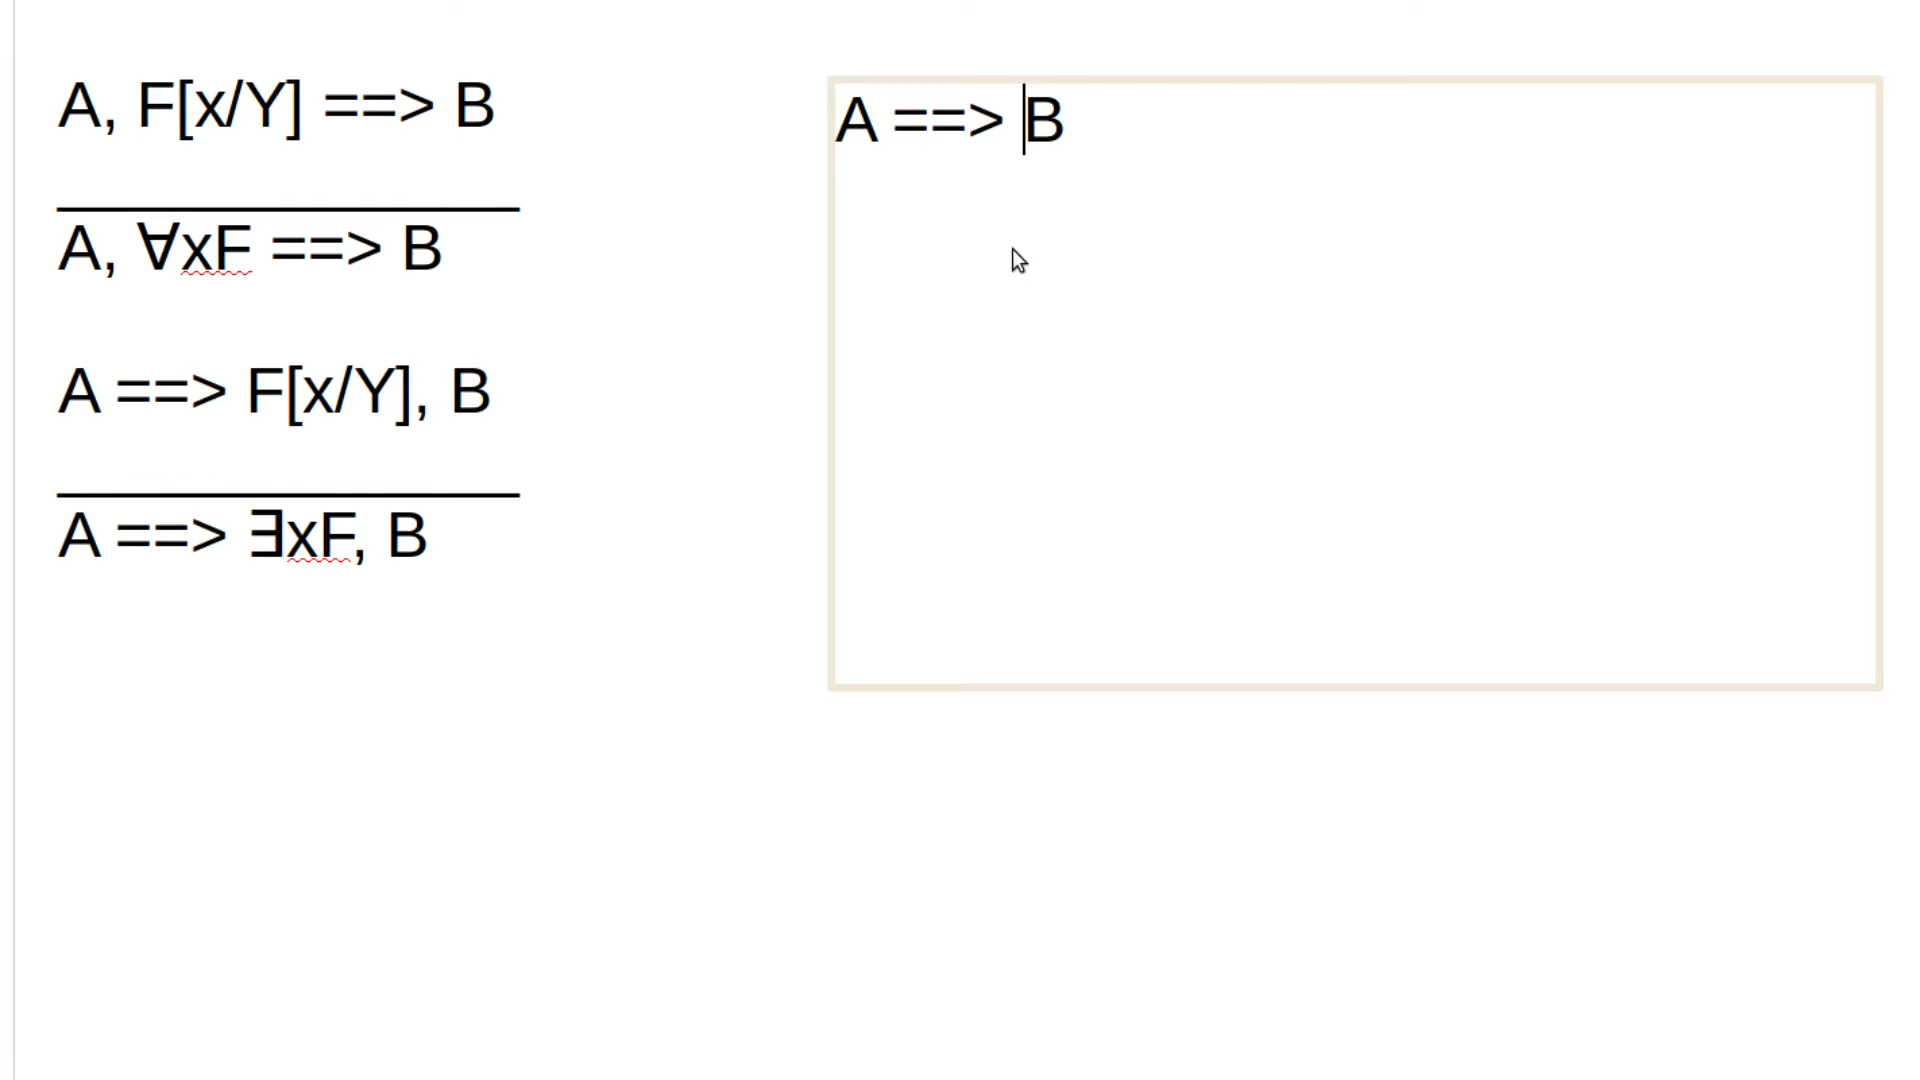 A, F[x/Y] ==> B
A, ∀xF ==> B
A ==> F[x/Y], B
A ==> ∃xF, B
A ==> B